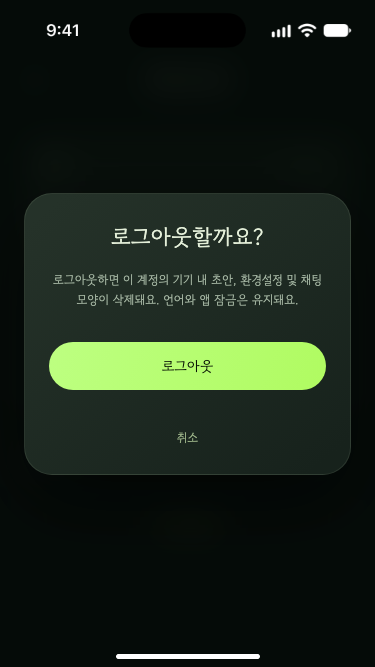 9:41
로그아웃할까요?
로그아웃하면 이 계정의 기기 내 초안, 환경설정 및 채팅
모양이 삭제돼요. 언어와 앱 잠금은 유지돼요.
로그아웃
취소